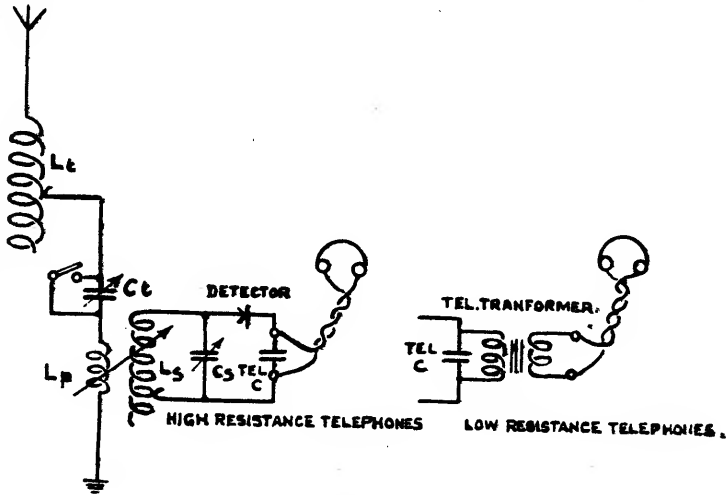 Lt
Ct
DETECTOR
TEL.TRANFORMER.
Lp
Ls
Cs
TEL
C
TEL
C
HIGH RESISTANCE TELEPHONES
LOW RESISTANCE TELEPHONES.